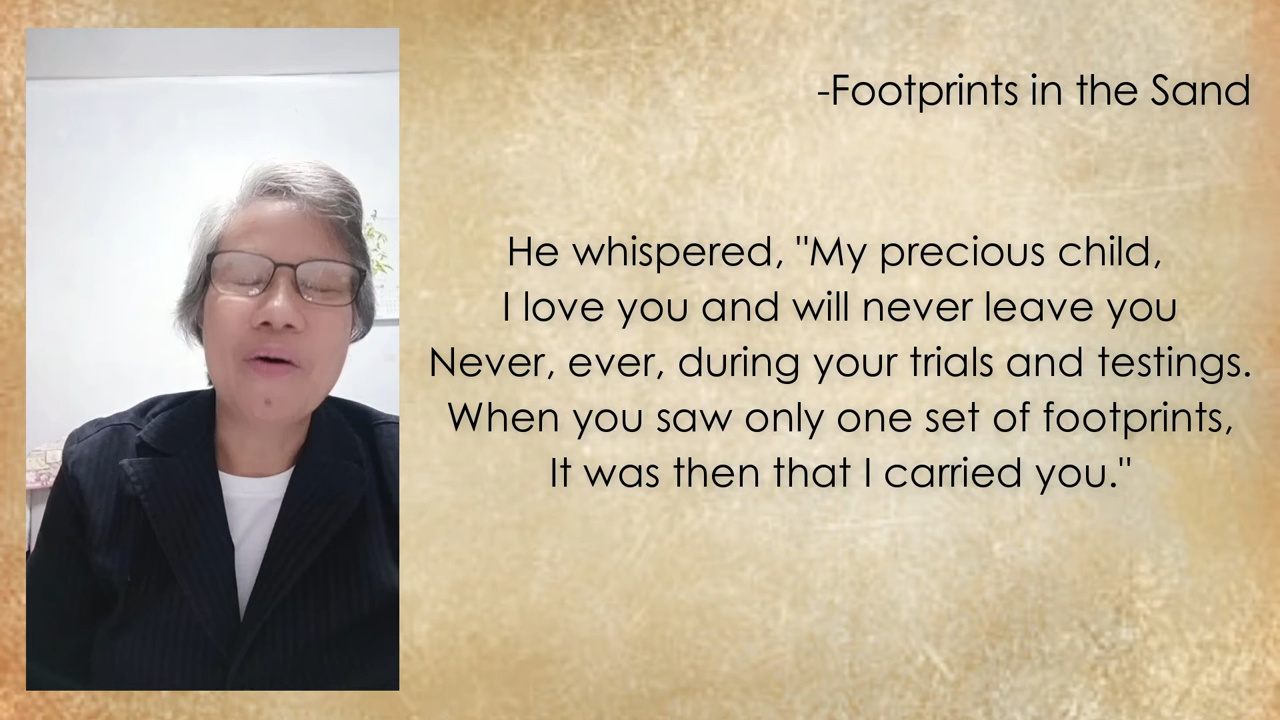 -Footprints in the Sand
He whispered, "My precious child,
I love you and will never leave you
Never, ever, during your trials and testings.
When you saw only one set of footprints,
It was then that I carried you."